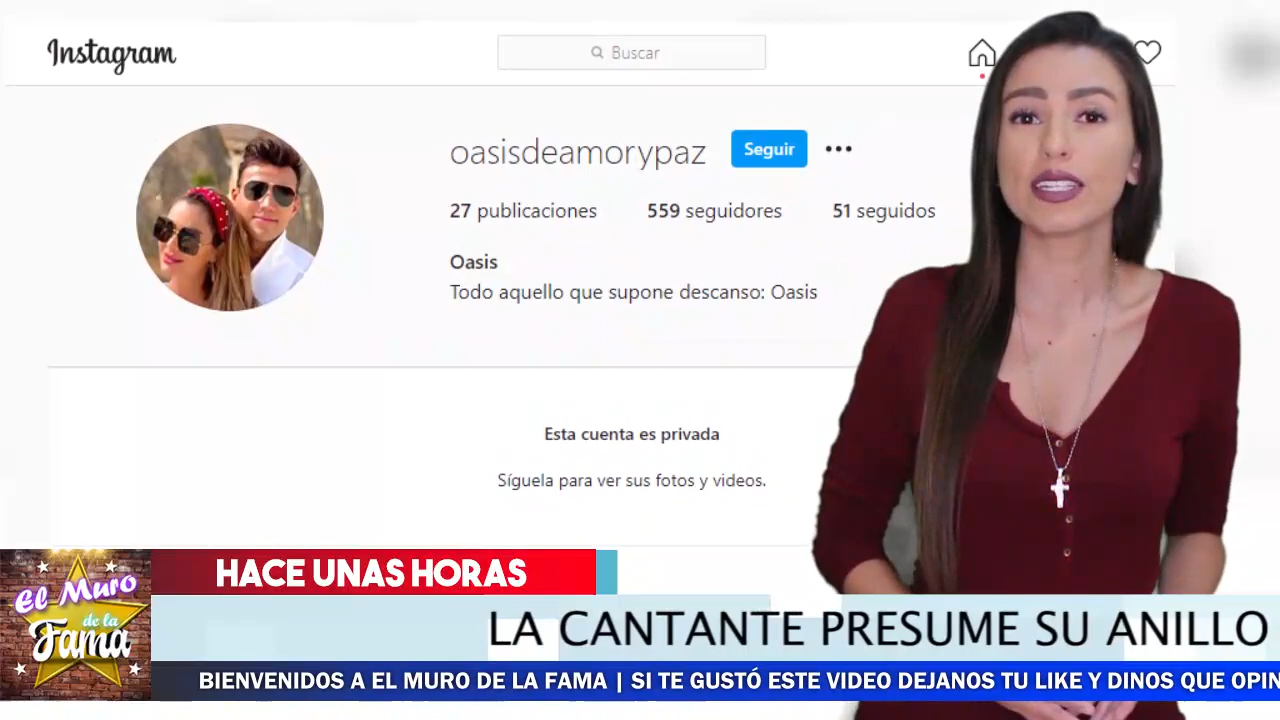 Instagram
Buscar
oasisdeamorypaz
Seguir
27 publicaciones 559 seguidores 51 seguidos
Oasis
Todo aquello que supone descanso: Oasis
Esta cuenta es privada
Síguela para ver sus fotos y videos.
HACE UNAS HORAS
El Muro
de la
Fama
LA CANTANTE PRESUME SU ANILLO
BIENVENIDOS A EL MURO DE LA FAMA | SI TE GUSTÓ ESTE VIDEO DEJANOS TU LIKE Y DINOS QUE OPIN